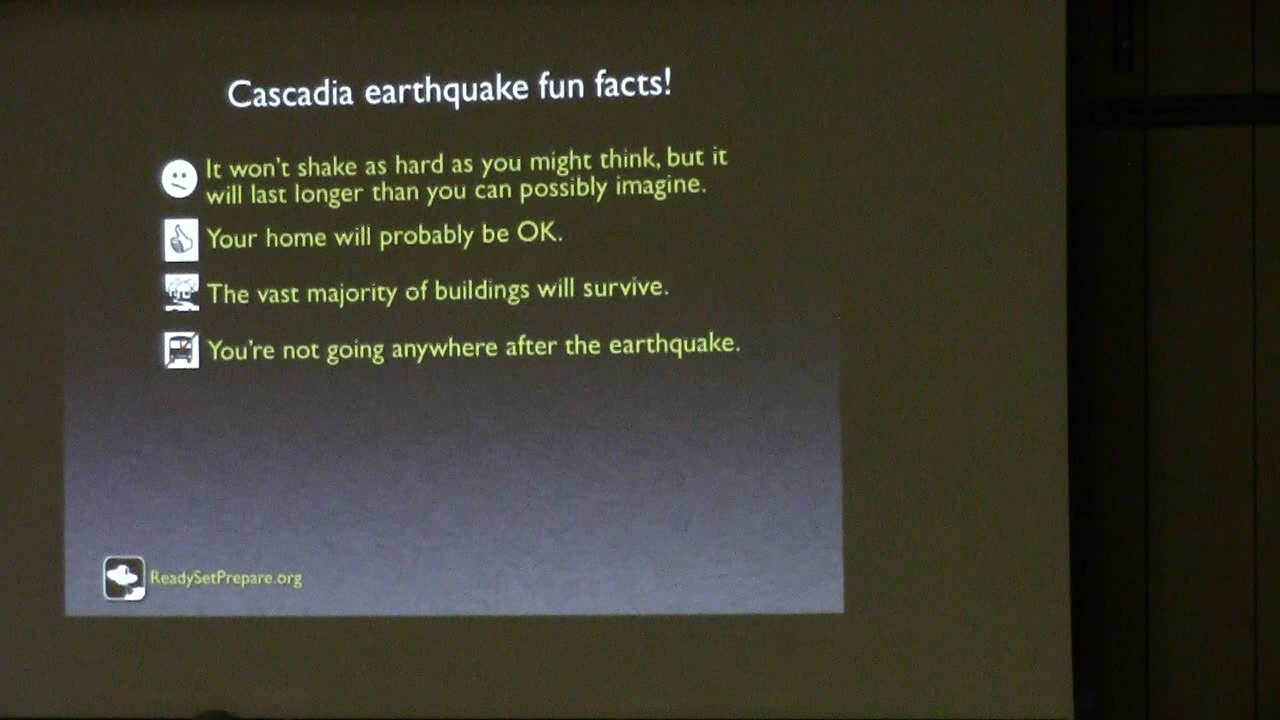 Cascadia earthquake fun facts!
It won't shake as hard as you might think, but it
will last longer than you can possibly imagine.
Your home will probably be OK.
The vast majority of buildings will survive.
You're not going anywhere after the earthquake.
ReadySetPrepare.org